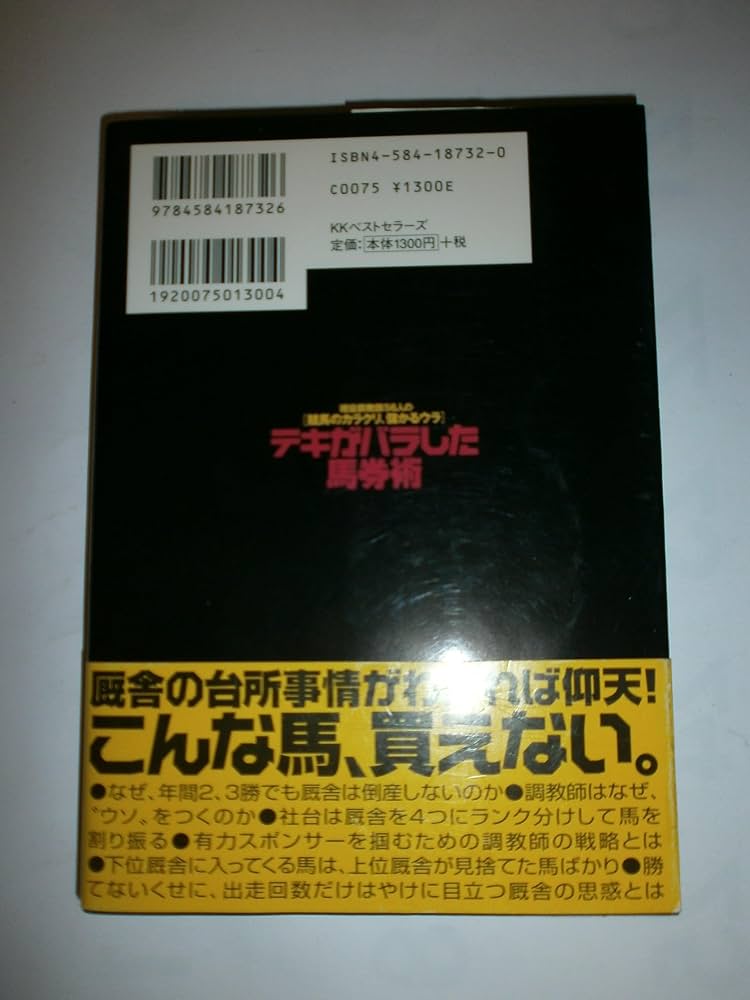 ISBN4-584-18732-0
C0075 ¥1300E
9784584187326
KKベストセラーズ
定価：本体1300円＋税
1920075013004
［競馬のカラクリ、儲かるウラ］
テキがバラした
馬券術
厩舎の台所事情がわ れば仰天！
こんな馬、買えない。
●なぜ、年間2、3勝でも厩舎は倒産しないのか●調教師はなぜ、
〝ウソ〟をつくのか●社台は厩舎を4つにランク分けして馬を
割り振る●有力スポンサーを掴むための調教師の戦略とは
●下位厩舎に入ってくる馬は、上位厩舎が見捨てた馬ばかり●勝
てないくせに、出走回数だけはやけに目立つ厩舎の思惑とは